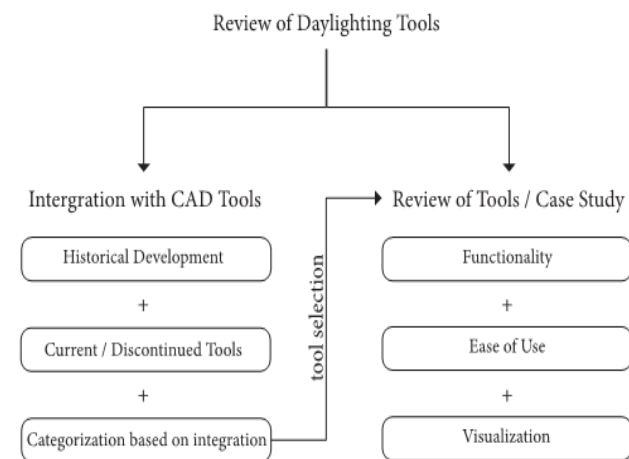 Review of Daylighting Tools
Intergration with CAD Tools
Historical Development
+
Current / Discontinued Tools
+
Categorization based on integration
tool selection
Review of Tools / Case Study
Functionality
+
Ease of Use
+
Visualization